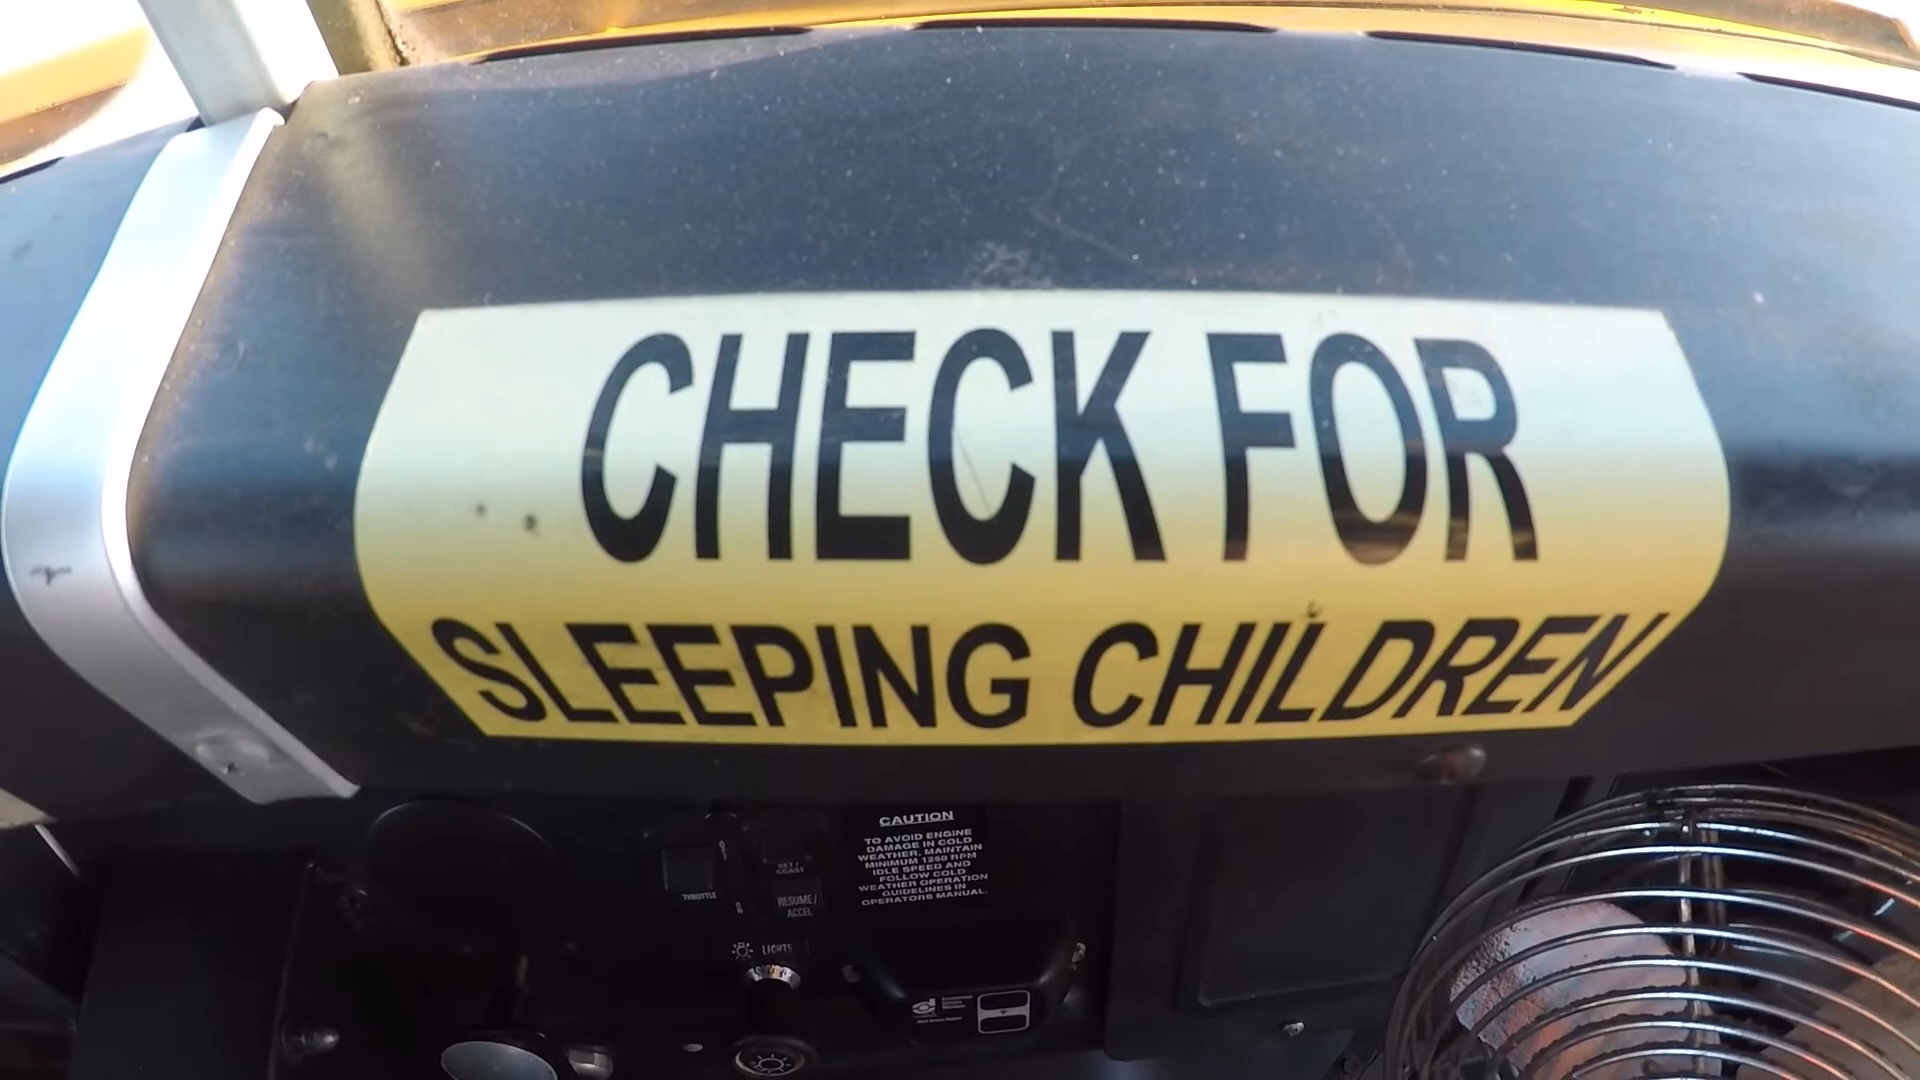 CHECK FOR
SLEEPING CHILDREN
CAUTION
TO AVOID ENGINE
DAMAGE IN COLD
WEATHER, MAINTAIN
MINIMUM 1250 RPM
IDLE SPEED AND
FOLLOW COLD
WEATHER OPERATION
GUIDELINES IN
OPERATORS MANUAL.
THROTTLE
SET /
COAST
RESUME /
ACCEL
LIGHTS